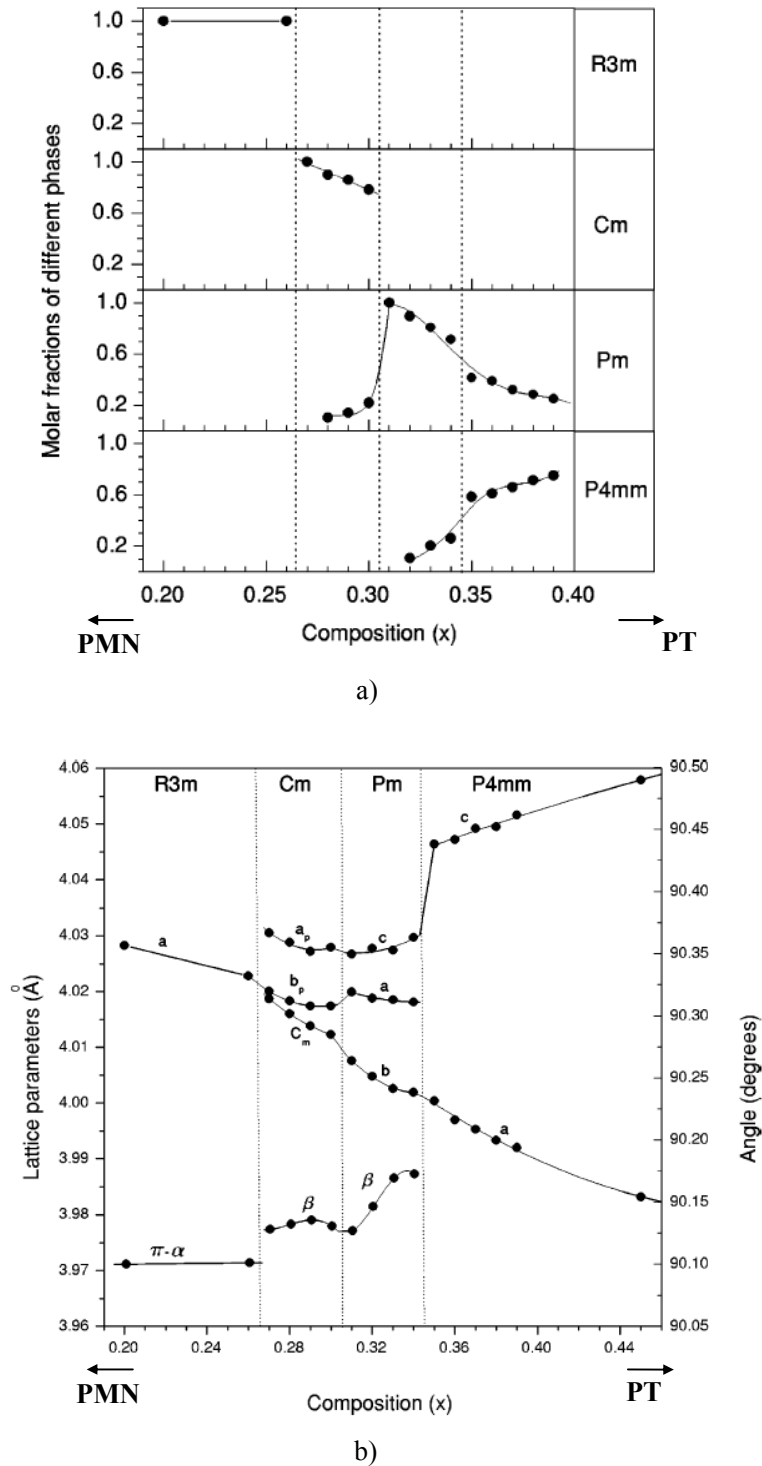 1.0
0.6
0.2
R3m
1.0
0.6
0.2
Cm
1.0
0.6
0.2
Pm
1.0
0.6
0.2
P4mm
Molar fractions of different phases
0.20 0.25 0.30 0.35 0.40
Composition (x)
PMN PT
a)
R3m Cm Pm P4mm
4.06
4.05
4.04
4.03
4.02
4.01
4.00
3.99
3.98
3.97
3.96
Lattice parameters (Å)
90.50
90.45
90.40
90.35
90.30
90.25
90.20
90.15
90.10
90.05
Angle (degrees)
c
a
a_p
c
b_p
a
C_m
b
a
β
β
π-α
0.20 0.24 0.28 0.32 0.36 0.40 0.44
PMN PT
Composition (x)
b)